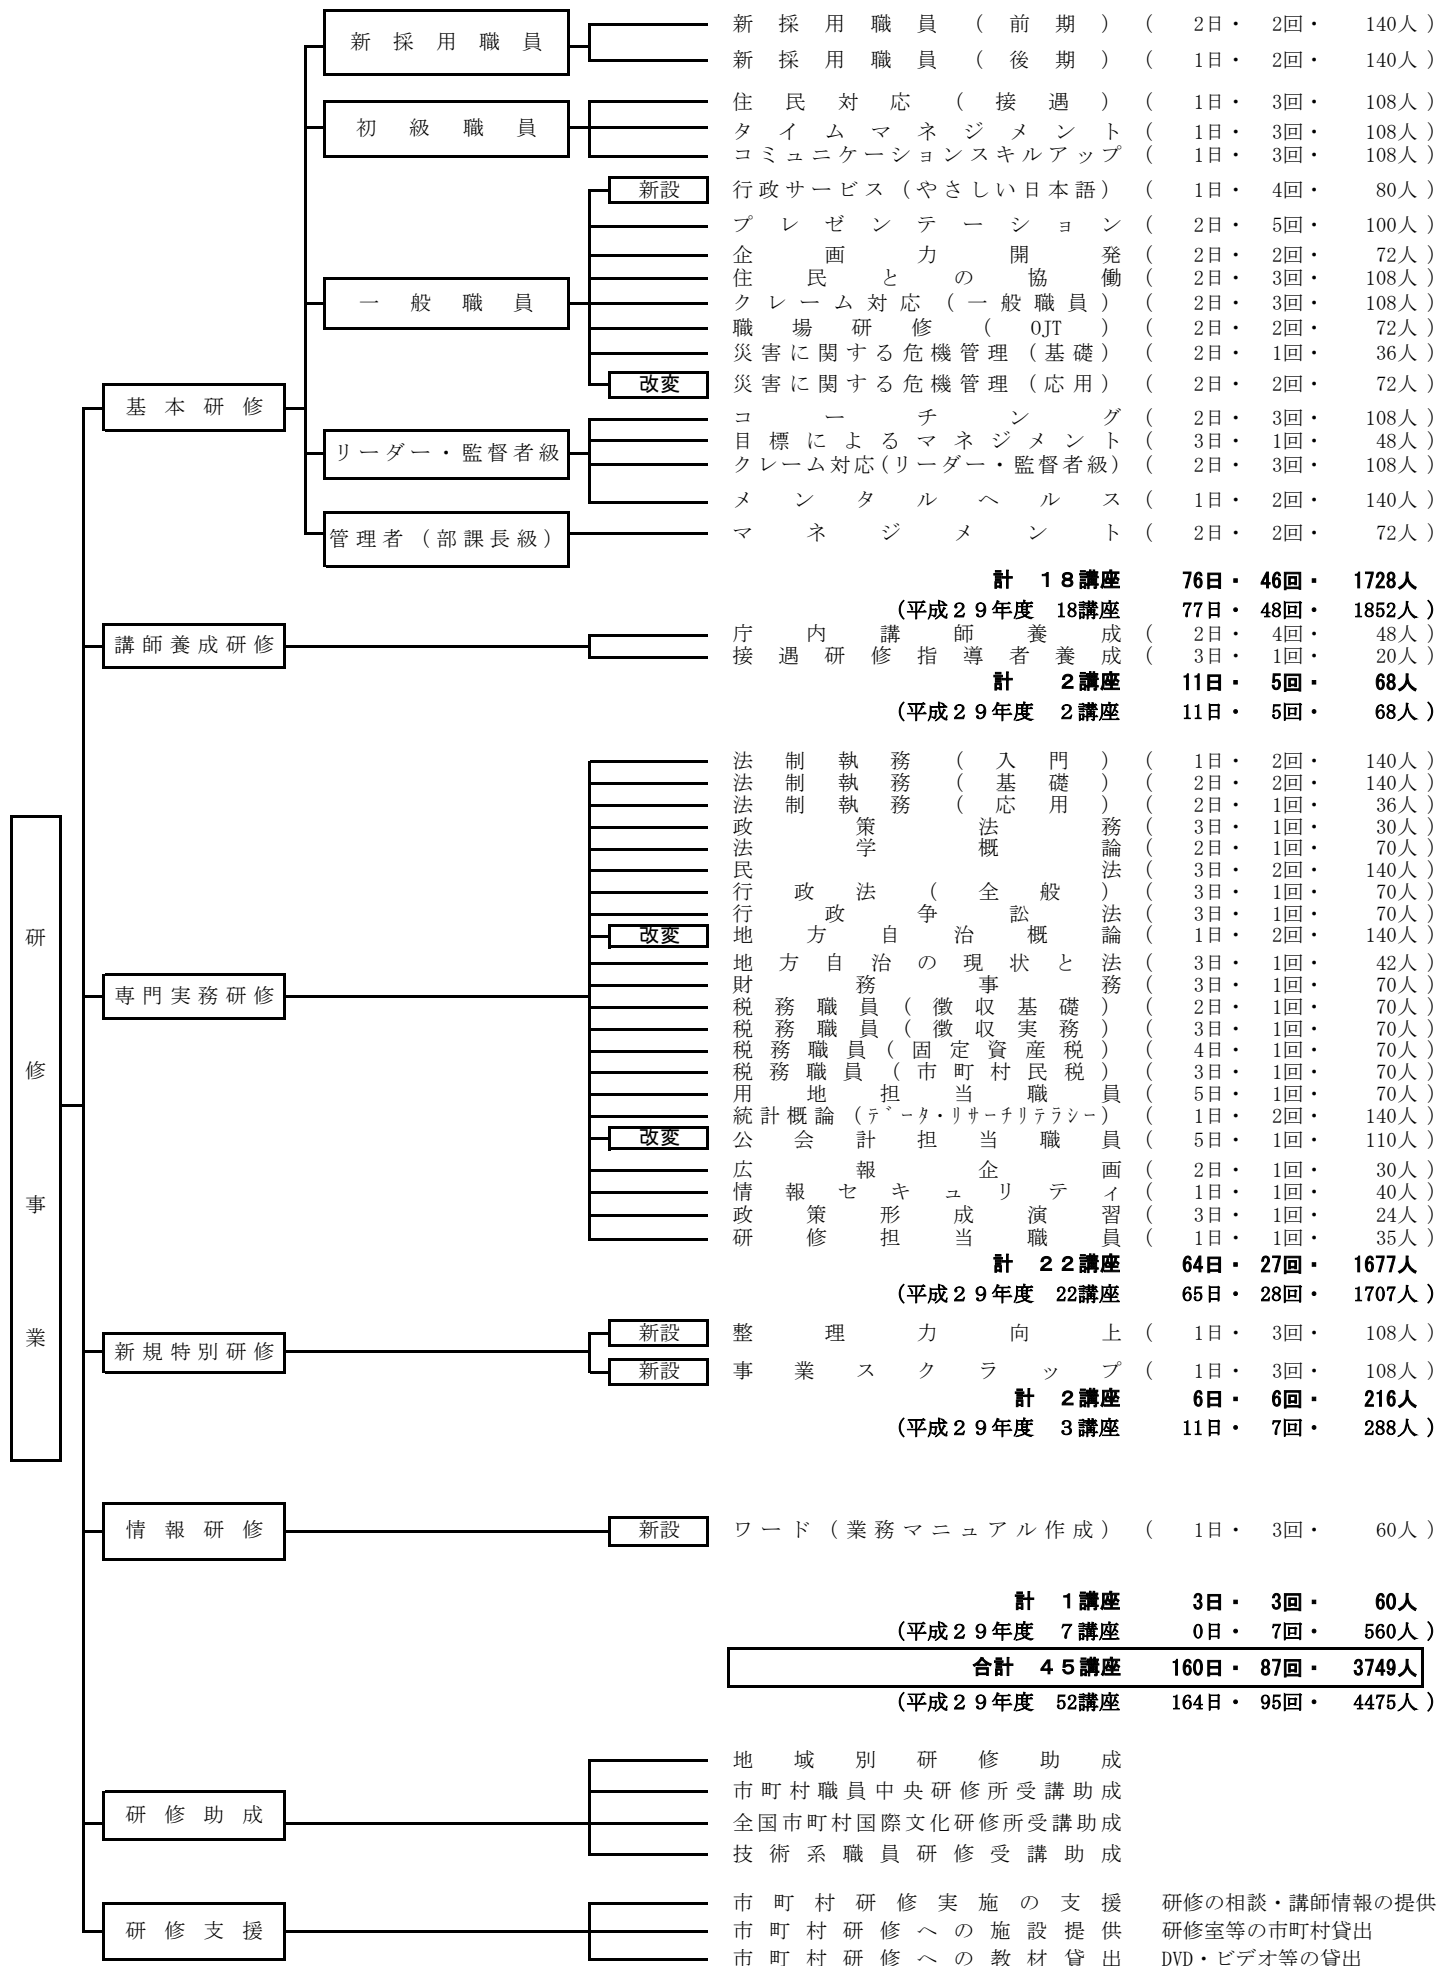 研修事業
基本研修
新採用職員
新採用職員(前期) ( 2日・ 2回・ 140人 )
新採用職員(後期) ( 1日・ 2回・ 140人 )
初級職員
住民対応(接遇) ( 1日・ 3回・ 108人 )
タイムマネジメント ( 1日・ 3回・ 108人 )
コミュニケーションスキルアップ ( 1日・ 3回・ 108人 )
一般職員
新設 行政サービス(やさしい日本語) ( 1日・ 4回・ 80人 )
プレゼンテーション ( 2日・ 5回・ 100人 )
企画力開発 ( 2日・ 2回・ 72人 )
住民との協働 ( 2日・ 3回・ 108人 )
クレーム対応(一般職員) ( 2日・ 3回・ 108人 )
職場研修(OJT) ( 2日・ 2回・ 72人 )
災害に関する危機管理(基礎) ( 2日・ 1回・ 36人 )
改変 災害に関する危機管理(応用) ( 2日・ 2回・ 72人 )
リーダー・監督者級
コーチング ( 2日・ 3回・ 108人 )
目標によるマネジメント ( 3日・ 1回・ 48人 )
クレーム対応(リーダー・監督者級) ( 2日・ 3回・ 108人 )
メンタルヘルス ( 1日・ 2回・ 140人 )
管理者(部課長級)
マネジメント ( 2日・ 2回・ 72人 )
計 18講座 76日・ 46回・ 1728人
(平成29年度 18講座 77日・ 48回・ 1852人 )
講師養成研修
庁内講師養成 ( 2日・ 4回・ 48人 )
接遇研修指導者養成 ( 3日・ 1回・ 20人 )
計 2講座 11日・ 5回・ 68人
(平成29年度 2講座 11日・ 5回・ 68人 )
専門実務研修
法制執務(入門) ( 1日・ 2回・ 140人 )
法制執務(基礎) ( 2日・ 2回・ 140人 )
法制執務(応用) ( 2日・ 1回・ 36人 )
政策法務 ( 3日・ 1回・ 30人 )
法学概論 ( 2日・ 1回・ 70人 )
民法 ( 3日・ 2回・ 140人 )
行政法(全般) ( 3日・ 1回・ 70人 )
行政争訟法 ( 3日・ 1回・ 70人 )
改変 地方自治概論 ( 1日・ 2回・ 140人 )
地方自治の現状と法 ( 3日・ 1回・ 42人 )
財務事務 ( 3日・ 1回・ 70人 )
税務職員(徴収基礎) ( 2日・ 1回・ 70人 )
税務職員(徴収実務) ( 3日・ 1回・ 70人 )
税務職員(固定資産税) ( 4日・ 1回・ 70人 )
税務職員(市町村民税) ( 3日・ 1回・ 70人 )
用地担当職員 ( 5日・ 1回・ 70人 )
統計概論(ﾃﾞｰﾀ・ﾘｻｰﾁﾘﾃﾗｼｰ) ( 1日・ 2回・ 140人 )
改変 公会計担当職員 ( 5日・ 1回・ 110人 )
広報企画 ( 2日・ 1回・ 30人 )
情報セキュリティ ( 1日・ 1回・ 40人 )
政策形成演習 ( 3日・ 1回・ 24人 )
研修担当職員 ( 1日・ 1回・ 35人 )
計 22講座 64日・ 27回・ 1677人
(平成29年度 22講座 65日・ 28回・ 1707人 )
新規特別研修
新設 整理力向上 ( 1日・ 3回・ 108人 )
新設 事業スクラップ ( 1日・ 3回・ 108人 )
計 2講座 6日・ 6回・ 216人
(平成29年度 3講座 11日・ 7回・ 288人 )
情報研修
新設 ワード(業務マニュアル作成) ( 1日・ 3回・ 60人 )
計 1講座 3日・ 3回・ 60人
(平成29年度 7講座 0日・ 7回・ 560人 )
合計 45講座 160日・ 87回・ 3749人
(平成29年度 52講座 164日・ 95回・ 4475人 )
研修助成
地域別研修助成
市町村職員中央研修所受講助成
全国市町村国際文化研修所受講助成
技術系職員研修受講助成
研修支援
市町村研修実施の支援 研修の相談・講師情報の提供
市町村研修への施設提供 研修室等の市町村貸出
市町村研修への教材貸出 DVD・ビデオ等の貸出